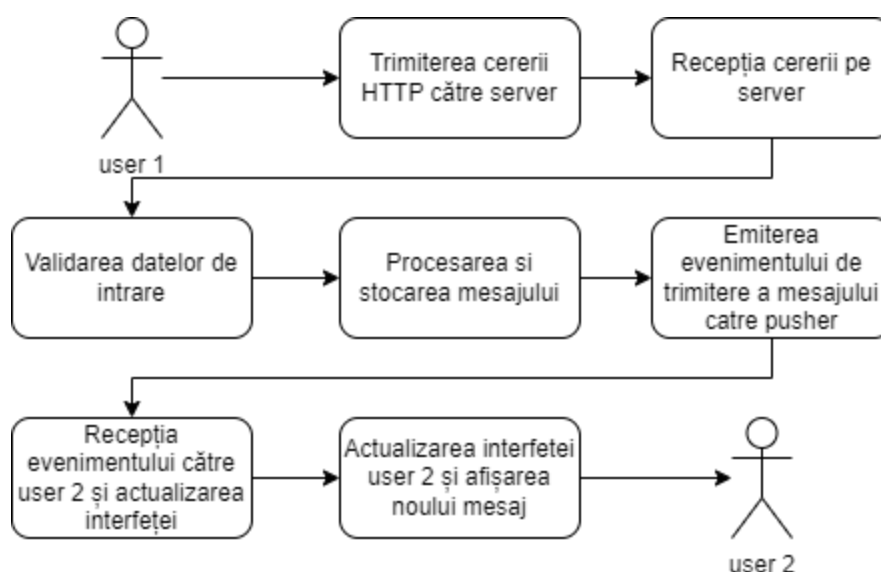 Trimiterea cererii
HTTP către server
Recepția cererii pe
server
user 1
Validarea datelor de
intrare
Procesarea si
stocarea mesajului
Emiterea
evenimentului de
trimitere a mesajului
catre pusher
Recepția
evenimentului către
user 2 și actualizarea
interfeței
Actualizarea interfetei
user 2 și afișarea
noului mesaj
user 2